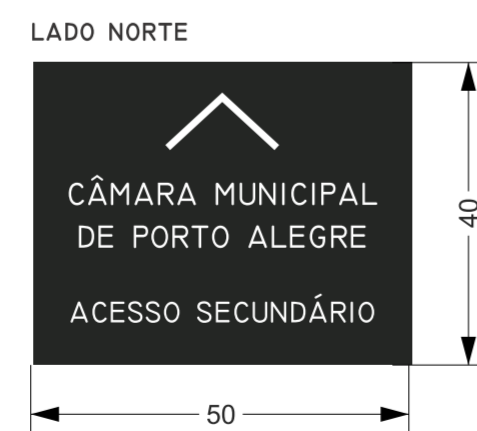 LADO NORTE
CÂMARA MUNICIPAL
DE PORTO ALEGRE
ACESSO SECUNDÁRIO
40
50